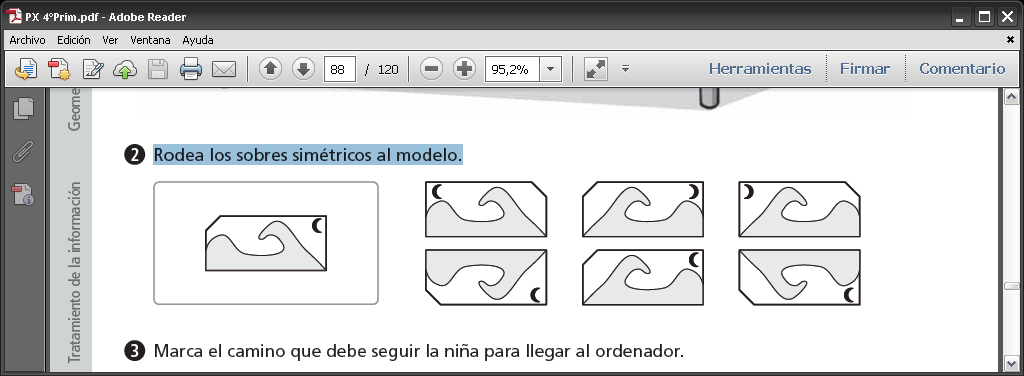 PX 4ºPrim.pdf - Adobe Reader
Archivo Edición Ver Ventana Ayuda
88 / 120 95,2% Herramientas Firmar Comentario
Geome
2 Rodea los sobres simétricos al modelo.
Tratamiento de la información
3 Marca el camino que debe seguir la niña para llegar al ordenador.